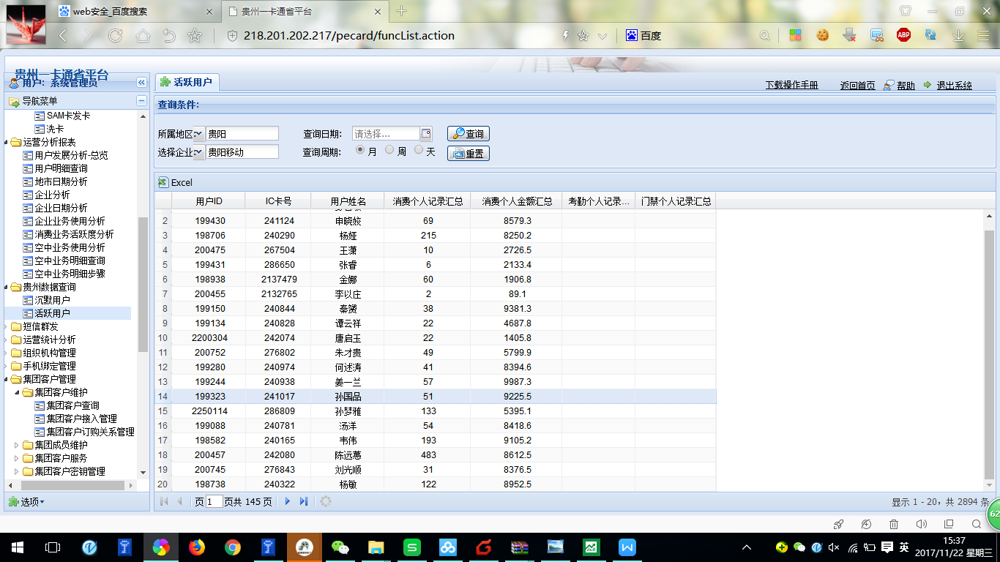 web安全_百度搜索
贵州一卡通省平台
218.201.202.217/pecard/funcList.action
百度
ABP
贵州一卡通省平台
用户: 系统管理员
活跃用户
下载操作手册 返回首页 帮助 退出系统
导航菜单
SAM卡发卡
洗卡
运营分析报表
用户发展分析-总览
用户明细查询
地市日期分析
企业分析
企业日期分析
企业业务使用分析
消费业务活跃度分析
空中业务使用分析
空中业务明细查询
空中业务明细步骤
贵州数据查询
沉默用户
活跃用户
短信群发
运营统计分析
组织机构管理
手机绑定管理
集团客户管理
集团客户维护
集团客户查询
集团客户接入管理
集团客户订购关系管理
集团成员维护
集团客户服务
集团客户密钥管理
选项
查询条件:
所属地区 贵阳 查询日期: 请选择... 查询
选择企业 贵阳移动 查询周期: 月 周 天 重置
Excel
用户ID IC卡号 用户姓名 消费个人记录汇总 消费个人金额汇总 考勤个人记录... 门禁个人记录汇总
2 199430 241124 申晓姣 69 8579.3
3 198706 240290 杨娅 215 8250.2
4 200475 267504 王潇 10 2726.5
5 199431 286650 张睿 6 2133.4
6 198938 2137479 金娜 60 1906.8
7 200455 2132765 李以庄 2 89.1
8 199150 240844 秦赟 38 9381.3
9 199134 240828 谭云祥 22 4687.8
10 2200304 242074 唐启玉 22 1405.8
11 200752 276802 朱才贵 49 5799.9
12 199280 240974 何述涛 41 8394.6
13 199244 240938 姜一兰 57 9987.3
14 199323 241017 孙国品 51 9225.5
15 2250114 286809 孙梦雅 133 5395.1
16 199088 240781 汤洋 54 8418.6
17 198582 240165 韦伟 193 9105.2
18 200457 242080 陈远蕙 483 8612.5
19 200745 276843 刘光顺 31 8376.5
20 198738 240322 杨敏 122 8952.5
页 1 页共 145 页
显示 1 - 20，共 2894 条
62
英
15:37
2017/11/22 星期三